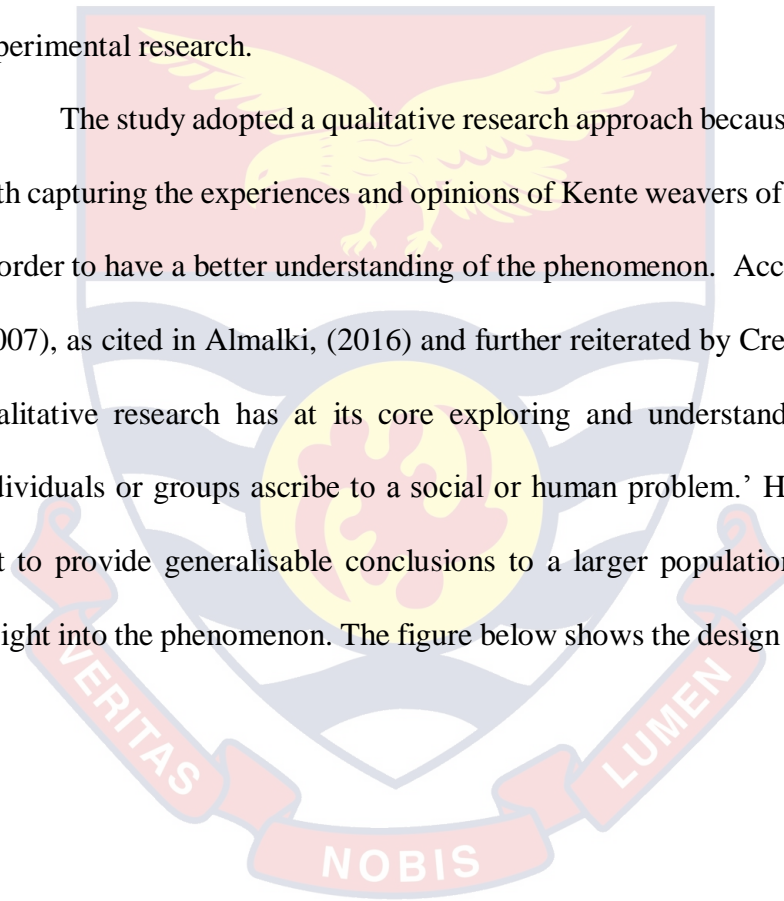 perimental research.
The study adopted a qualitative research approach becaus
th capturing the experiences and opinions of Kente weavers of
order to have a better understanding of the phenomenon. Acc
007), as cited in Almalki, (2016) and further reiterated by Cre
alitative research has at its core exploring and understand
dividuals or groups ascribe to a social or human problem.’ H
t to provide generalisable conclusions to a larger population
ight into the phenomenon. The figure below shows the design
VERITAS
NOBIS
LUMEN